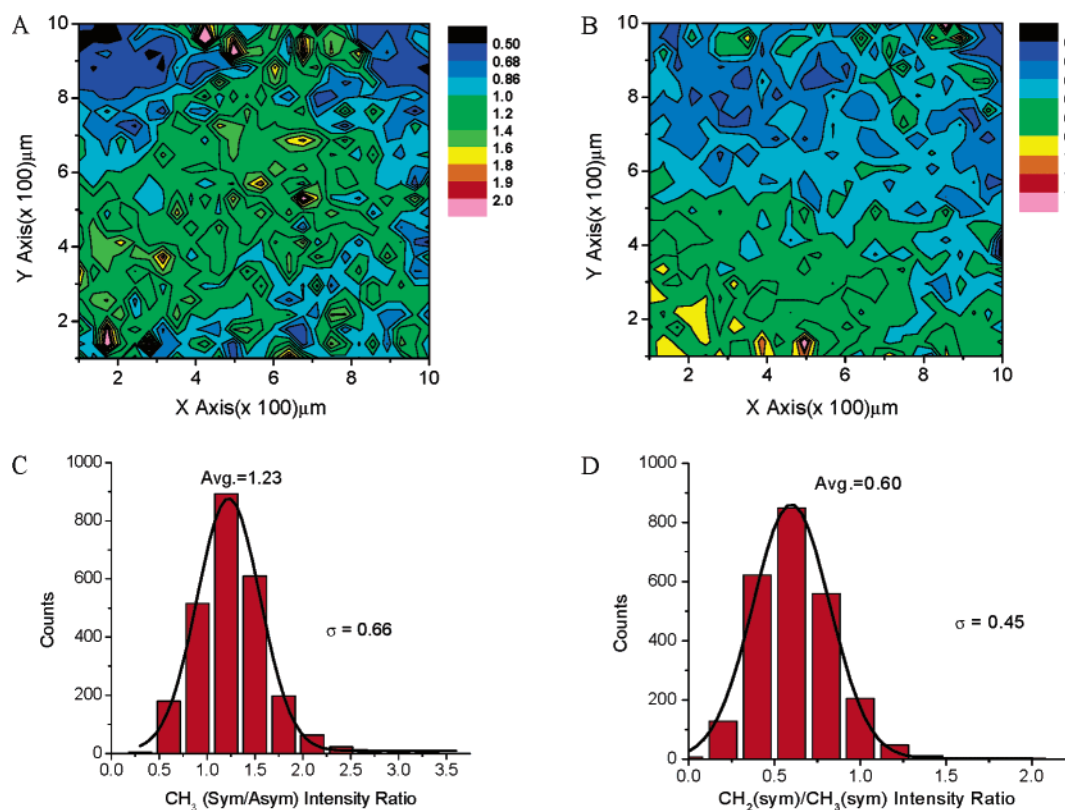 A
10
8
6
4
2
Y Axis(x 100)μm
2 4 6 8 10
X Axis(x 100)μm
0.50
0.68
0.86
1.0
1.2
1.4
1.6
1.8
1.9
2.0
B
10
8
6
4
2
Y Axis(x 100)μm
2 4 6 8 10
X Axis(x 100)μm
C
1000
800
600
400
200
0
Counts
Avg.=1.23
σ = 0.66
0.0 0.5 1.0 1.5 2.0 2.5 3.0 3.5
CH3 (Sym/Asym) Intensity Ratio
D
1000
800
600
400
200
0
Counts
Avg.=0.60
σ = 0.45
0.0 0.5 1.0 1.5 2.0
CH2(sym)/CH3(sym) Intensity Ratio